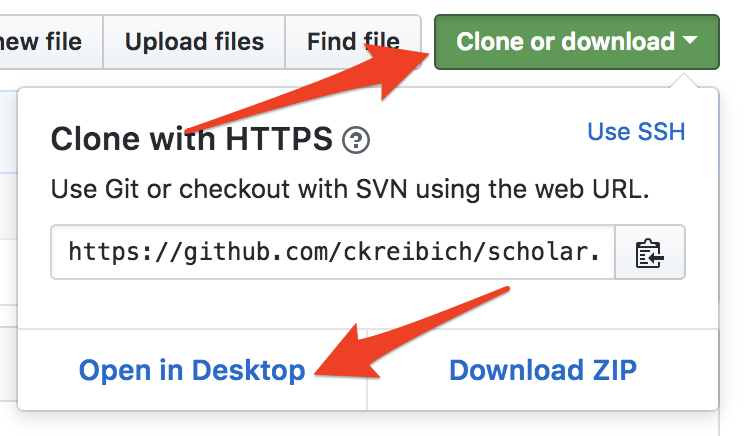 new file
Upload files
Find file
Clone or download
Clone with HTTPS
Use SSH
Use Git or checkout with SVN using the web URL.
https://github.com/ckreibich/scholar.
Open in Desktop
Download ZIP